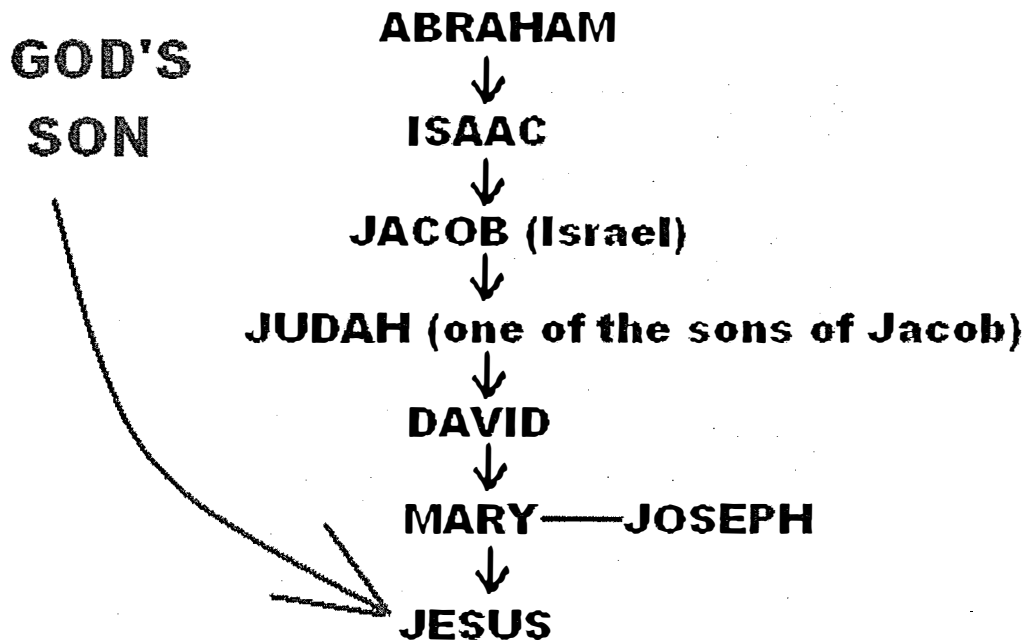 GOD'S
SON
ABRAHAM
ISAAC
JACOB (Israel)
JUDAH (one of the sons of Jacob)
DAVID
MARY JOSEPH
JESUS